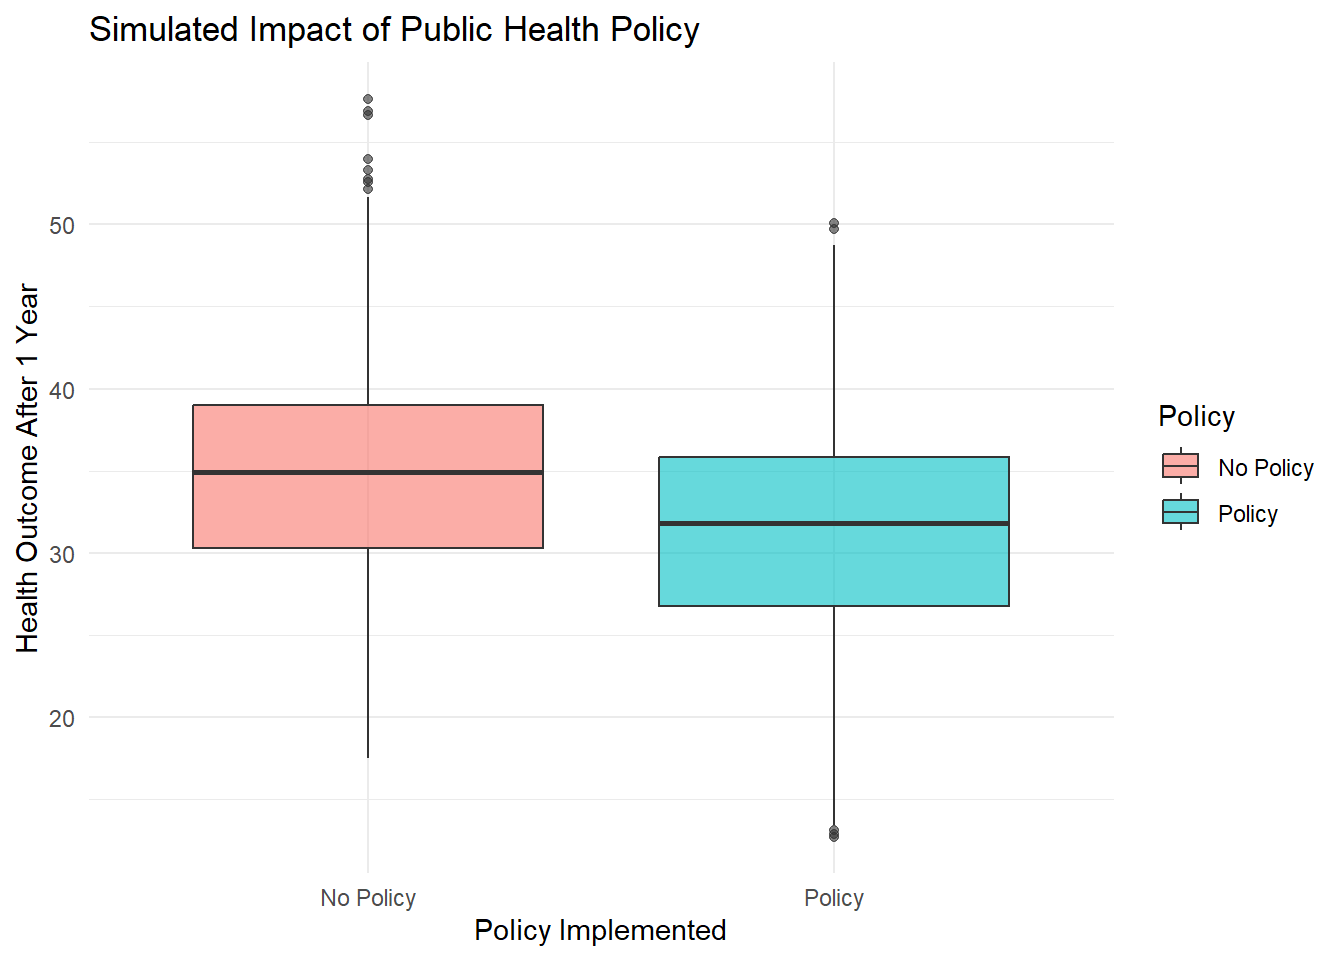 Simulated Impact of Public Health Policy
Health Outcome After 1 Year
50
40
30
20
No Policy
Policy
Policy Implemented
Policy
No Policy
Policy